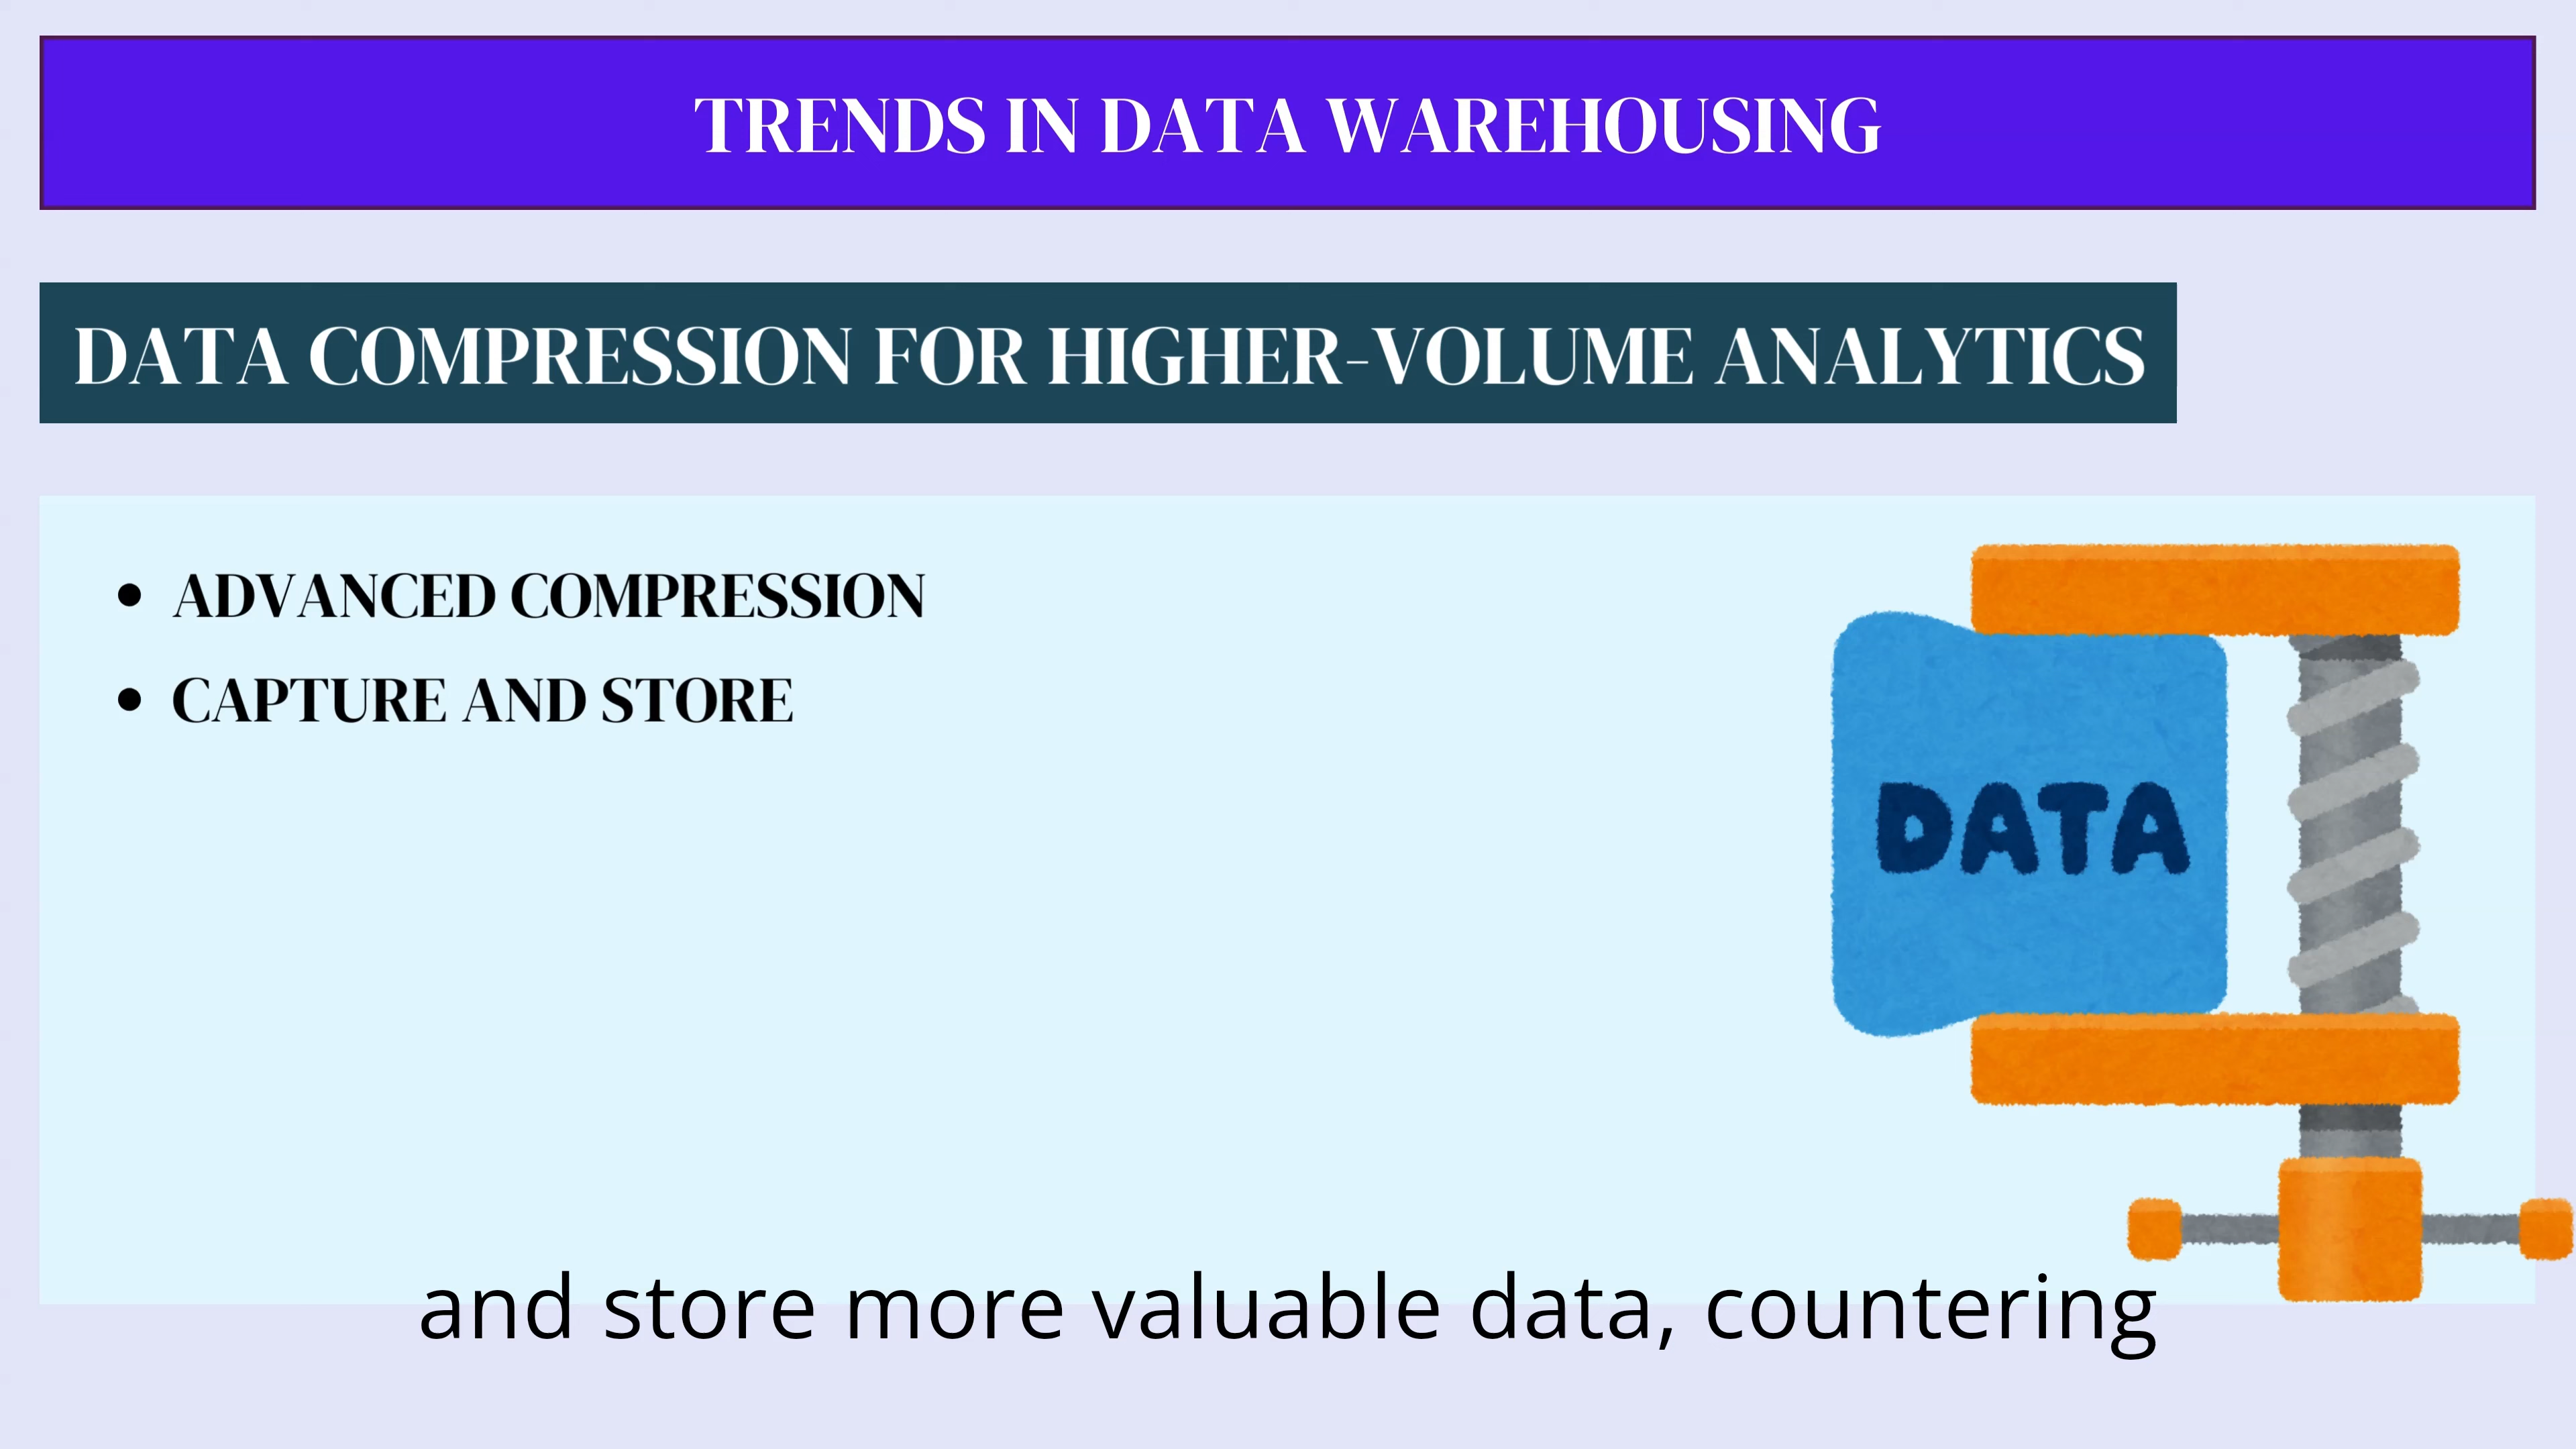 TRENDS IN DATA WAREHOUSING
DATA COMPRESSION FOR HIGHER-VOLUME ANALYTICS
• ADVANCED COMPRESSION
• CAPTURE AND STORE
DATA
and store more valuable data, countering